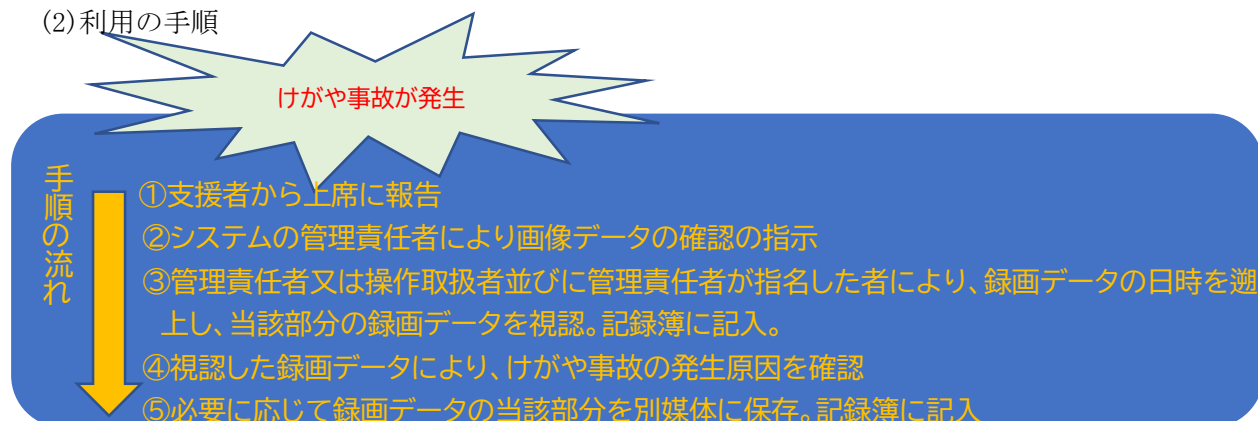 (2)利用の手順
けがや事故が発生
手順の流れ
①支援者から上席に報告
②システムの管理責任者により画像データの確認の指示
③管理責任者又は操作取扱者並びに管理責任者が指名した者により、録画データの日時を遡
上し、当該部分の録画データを視認。記録簿に記入。
④視認した録画データにより、けがや事故の発生原因を確認
⑤必要に応じて録画データの当該部分を別媒体に保存。記録簿に記入